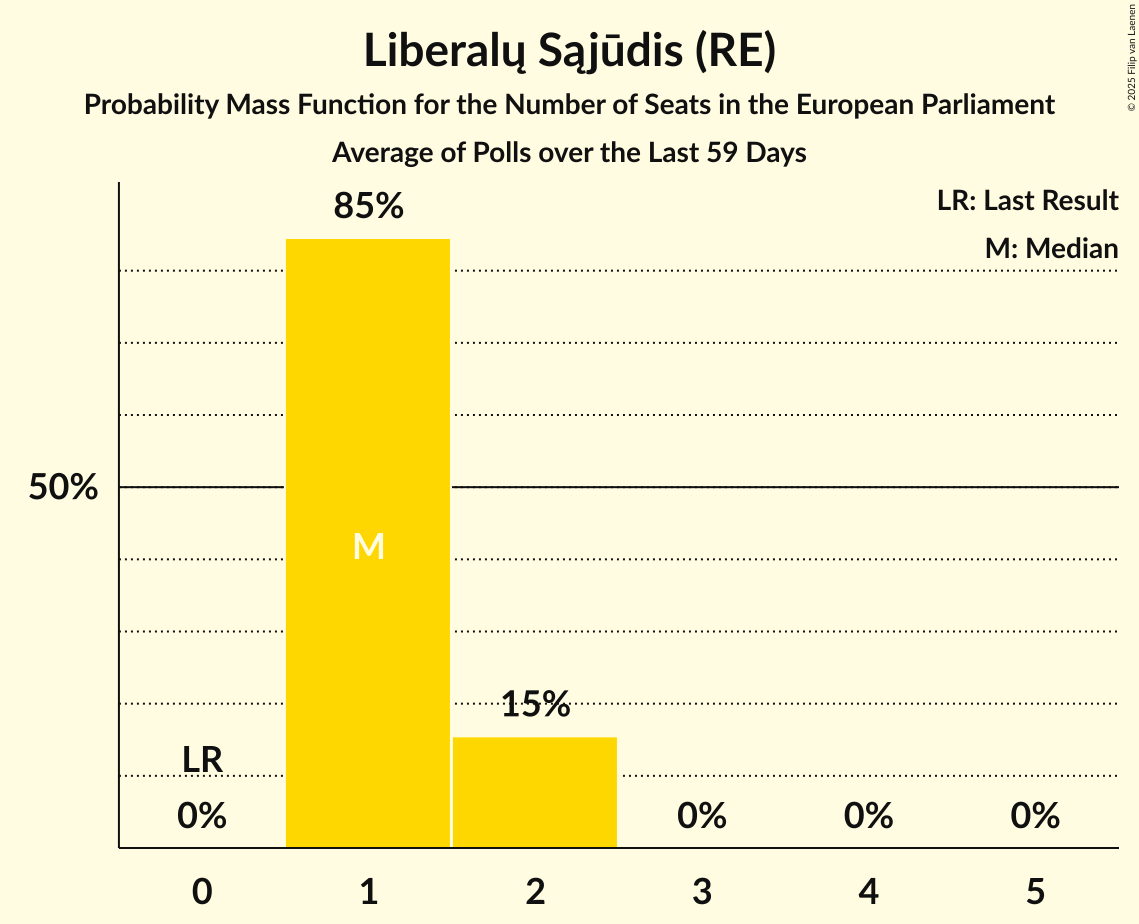 Liberalų Sąjūdis (RE)
Probability Mass Function for the Number of Seats in the European Parliament
Average of Polls over the Last 59 Days
© 2025 Filip van Laenen
LR: Last Result
M: Median
85%
50%
M
15%
LR
0%
0%
0%
0%
0
1
2
3
4
5